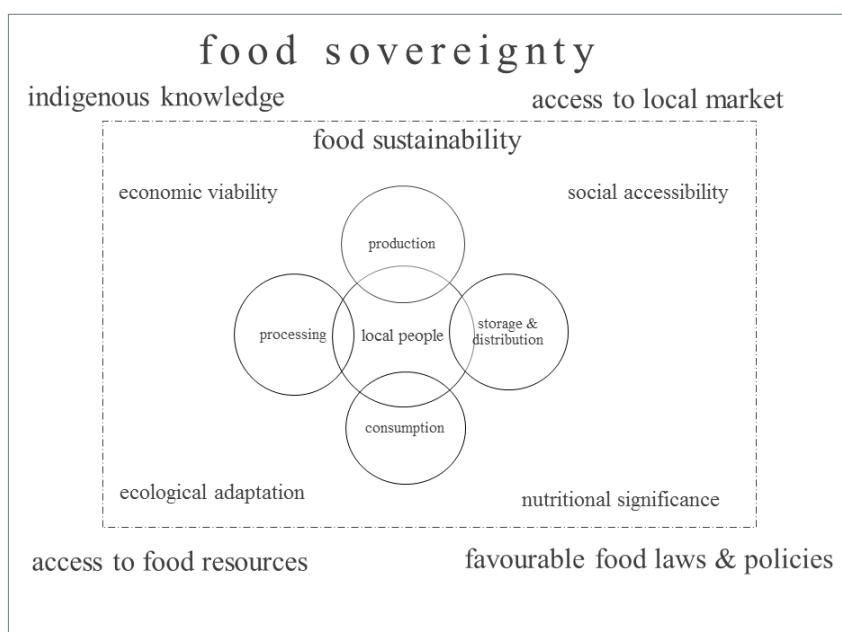 food sovereignty
indigenous knowledge
access to local market
food sustainability
economic viability
social accessibility
production
processing
local people
storage &
distribution
consumption
ecological adaptation
nutritional significance
access to food resources
favourable food laws & policies